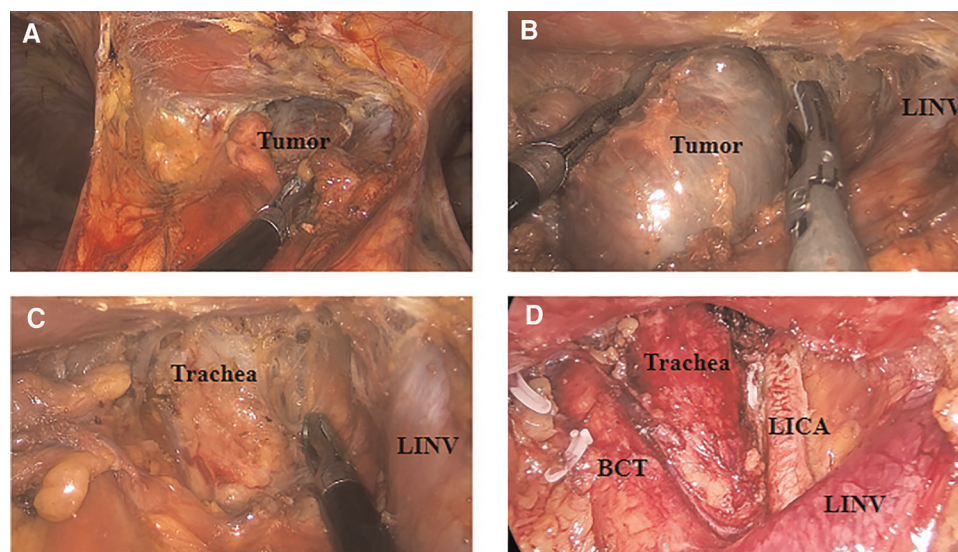 A
Tumor
B
LINV
Tumor
C
Trachea
LINV
D
Trachea
LICA
BCT
LINV